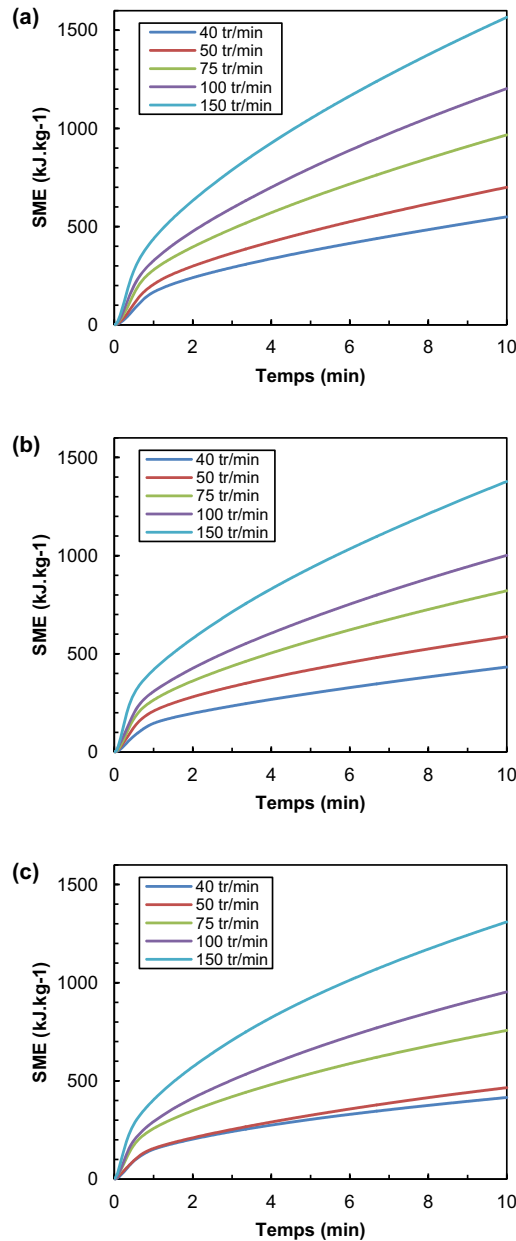 (a)
1500
1000
500
0
SME (kJ.kg-1)
40 tr/min
50 tr/min
75 tr/min
100 tr/min
150 tr/min
0 2 4 6 8 10
Temps (min)
(b)
1500
1000
500
0
SME (kJ.kg-1)
40 tr/min
50 tr/min
75 tr/min
100 tr/min
150 tr/min
0 2 4 6 8 10
Temps (min)
(c)
1500
1000
500
0
SME (kJ.kg-1)
40 tr/min
50 tr/min
75 tr/min
100 tr/min
150 tr/min
0 2 4 6 8 10
Temps (min)